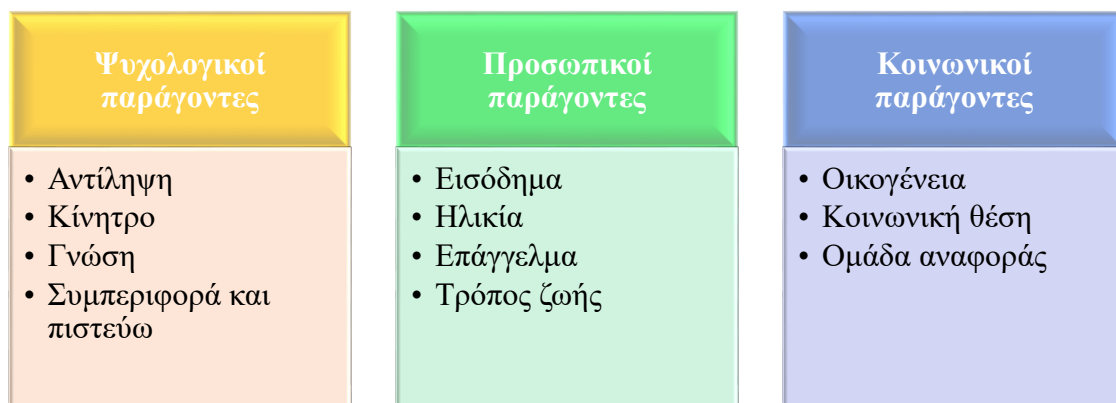 Ψυχολογικοί
παράγοντες
• Αντίληψη
• Κίνητρο
• Γνώση
• Συμπεριφορά και
πιστεύω
Προσωπικοί
παράγοντες
• Εισόδημα
• Ηλικία
• Επάγγελμα
• Τρόπος ζωής
Κοινωνικοί
παράγοντες
• Οικογένεια
• Κοινωνική θέση
• Ομάδα αναφοράς